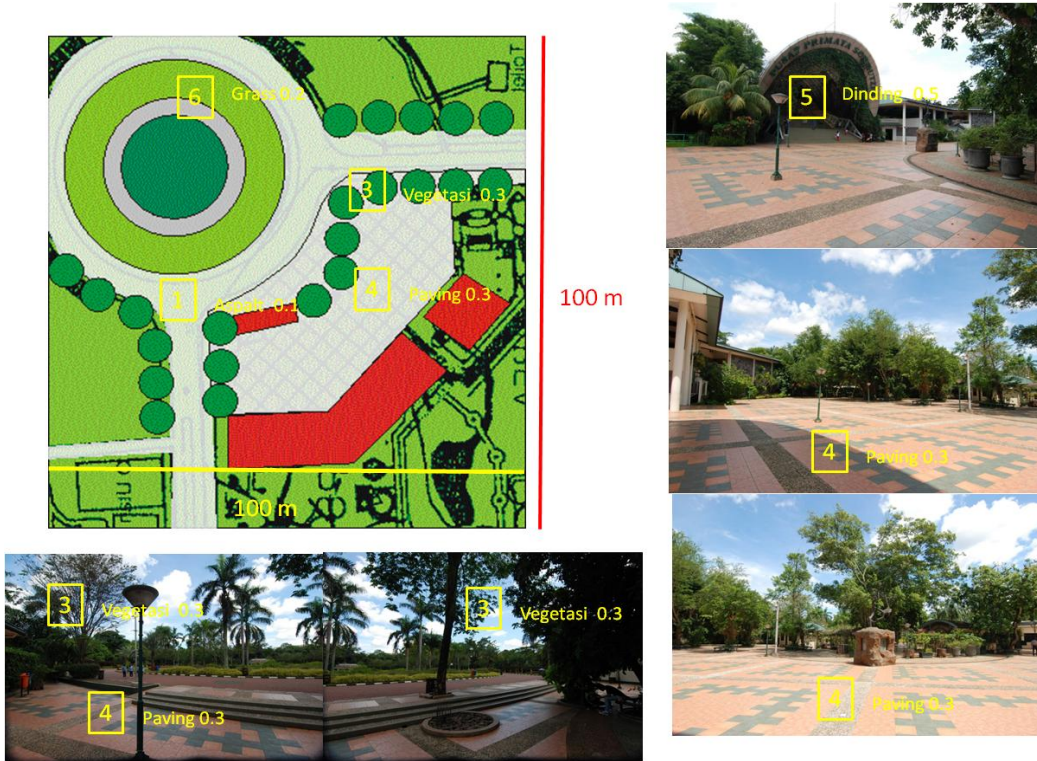 6 Grass 0.2
3
Vegetasi 0.3
4 Paving 0.3
1 Aspalt 0.1
100 m
100 m
5 Dinding 0.5
PRIMATA
4 Paving 0.3
3 Vegetasi 0.3
3 Vegetasi 0.3
4 Paving 0.3
4 Paving 0.3